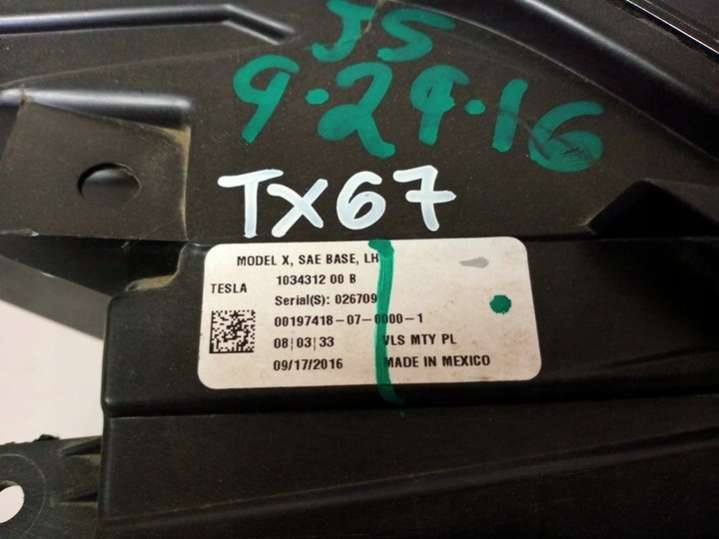 JS
9-29-16
TX67
MODEL X, SAE BASE, LH
TESLA
1034312 00 B
Serial(S): 026709
00197418-07-0000-1
08|03|33 VLS MTY PL
09/17/2016 MADE IN MEXICO